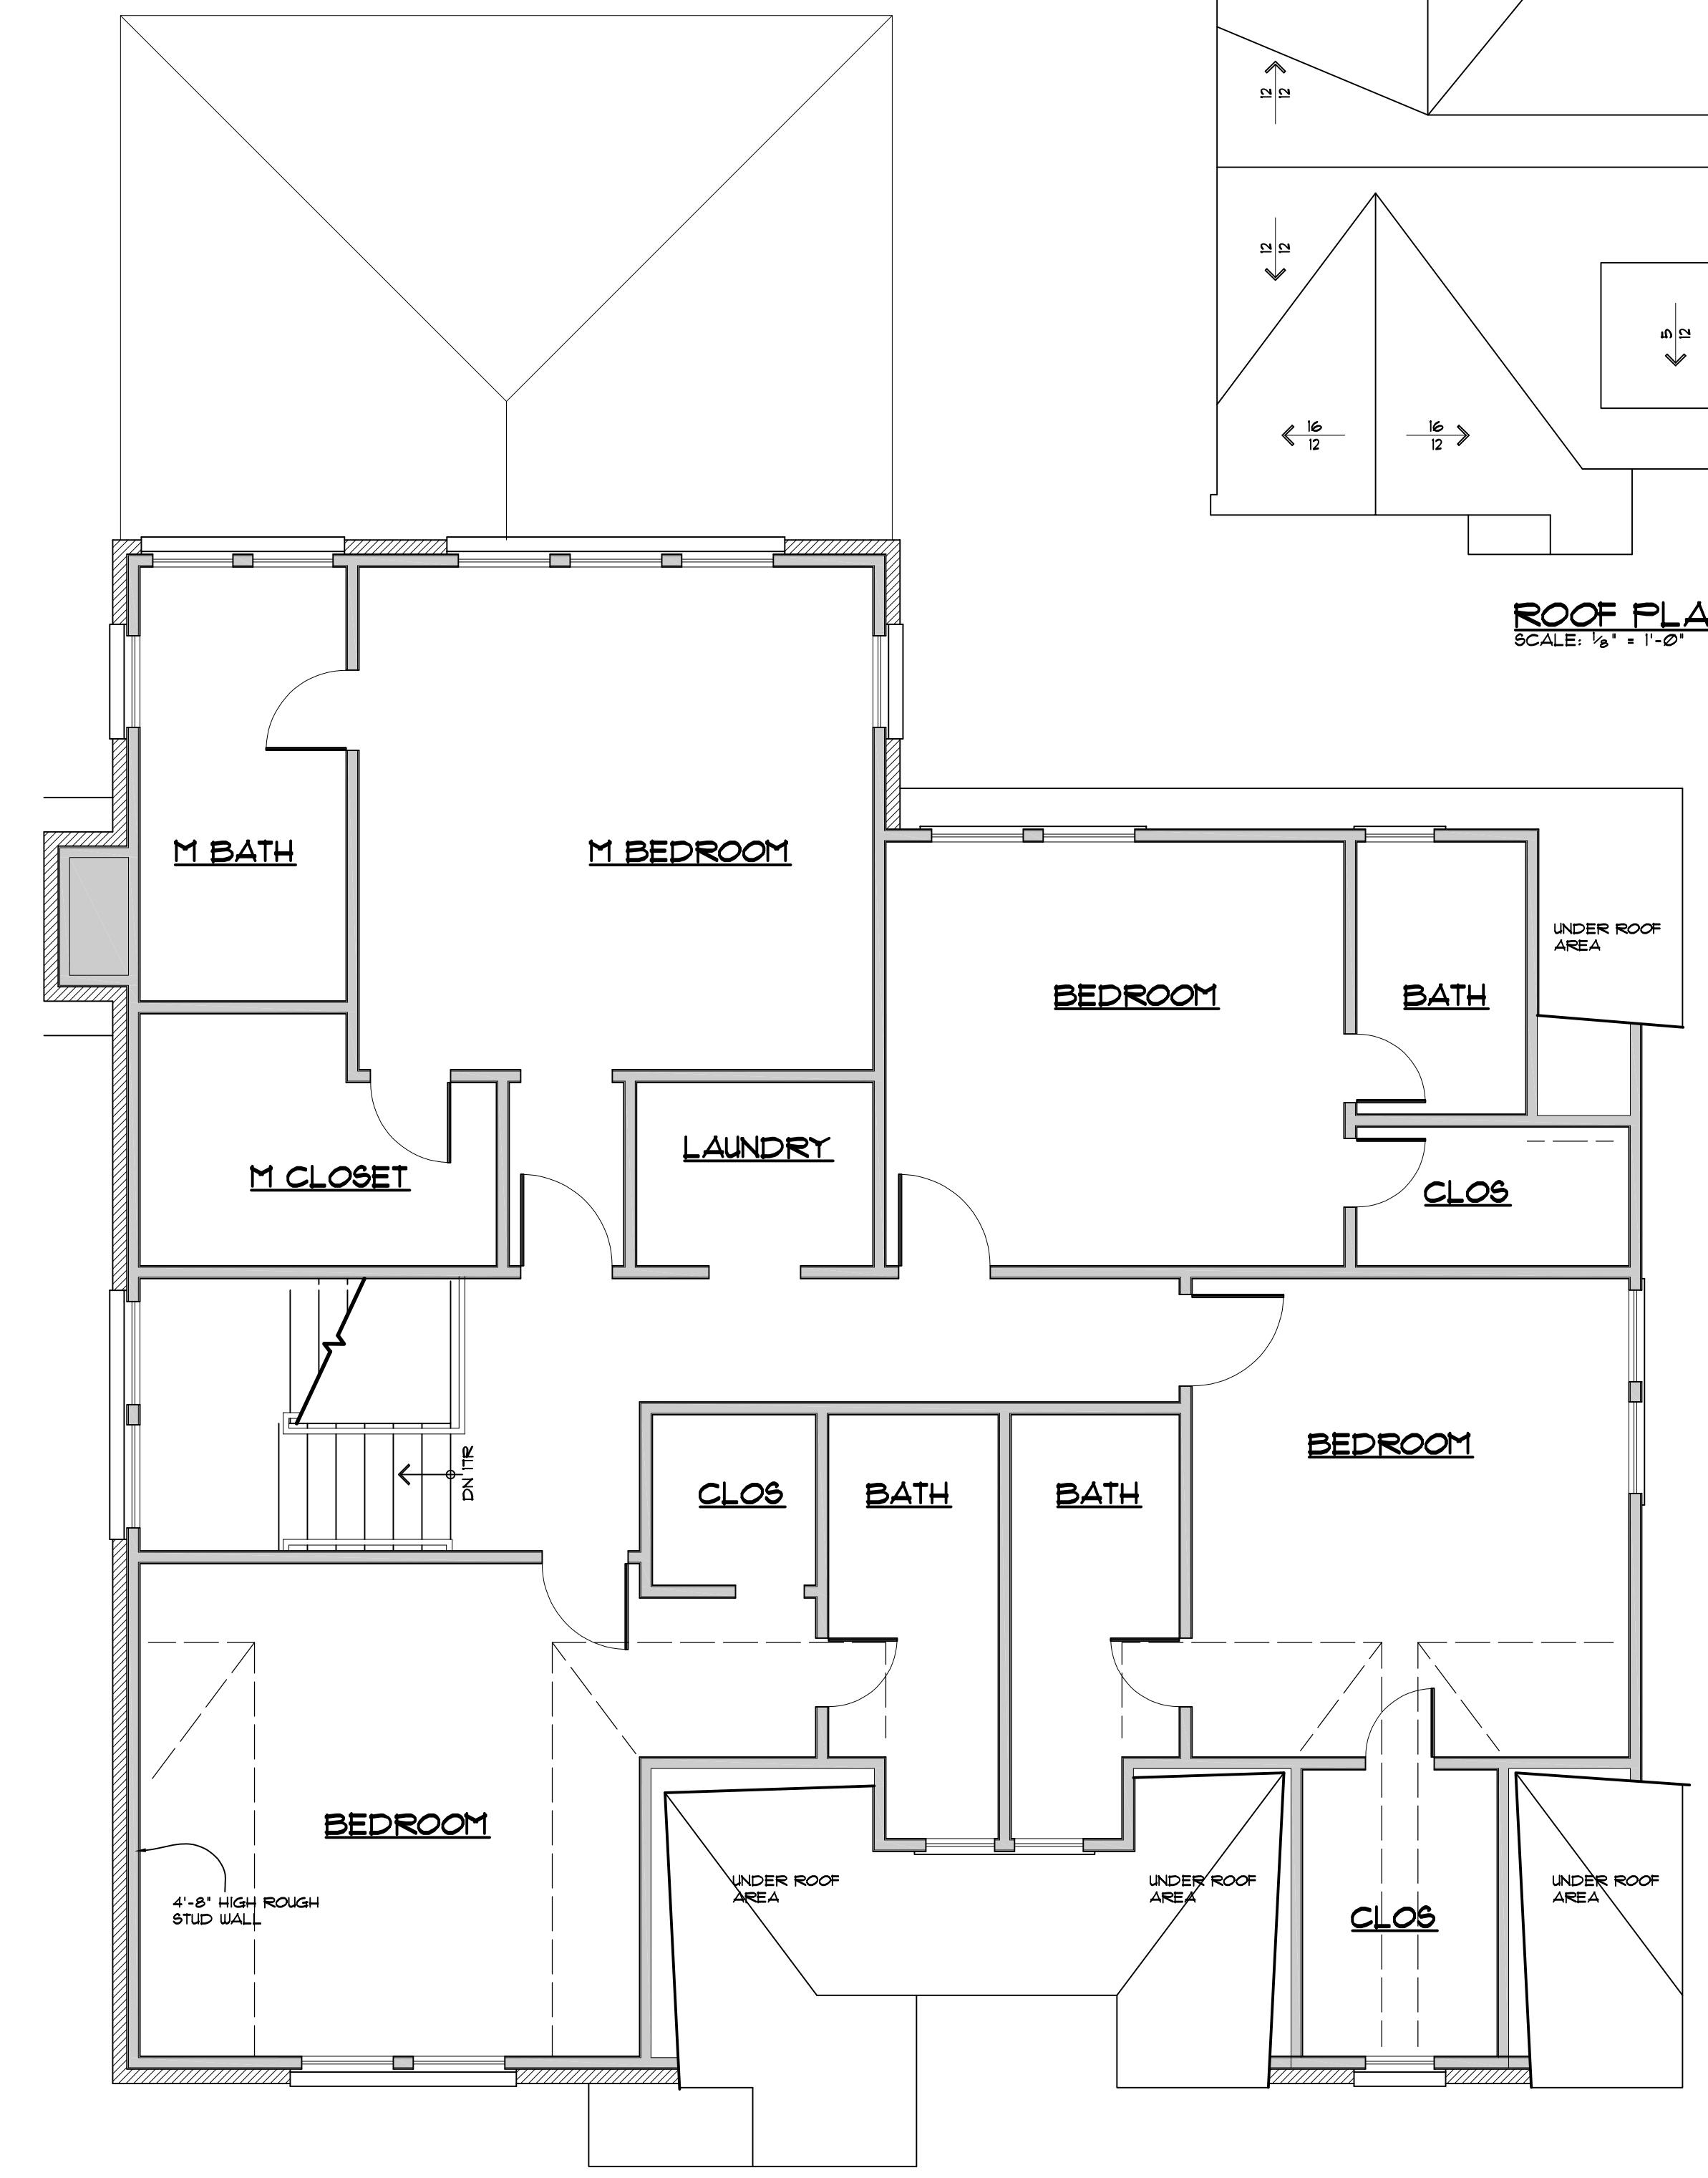 12
12
12
12
5
12
16
12
16
12
ROOF PLA
SCALE: 1/8" = 1'-0"
M BATH
M BEDROOM
UNDER ROOF
AREA
BEDROOM
BATH
LAUNDRY
M CLOSET
CLOS
BEDROOM
DN 17R
CLOS
BATH
BATH
BEDROOM
4'-8" HIGH ROUGH
STUD WALL
UNDER ROOF
AREA
UNDER ROOF
AREA
UNDER ROOF
AREA
CLOS